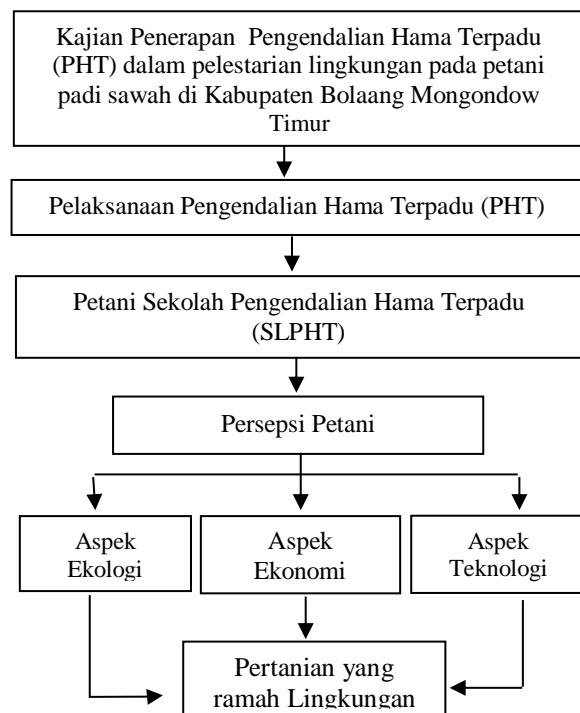 Kajian Penerapan Pengendalian Hama Terpadu
(PHT) dalam pelestarian lingkungan pada petani
padi sawah di Kabupaten Bolaang Mongondow
Timur
Pelaksanaan Pengendalian Hama Terpadu (PHT)
Petani Sekolah Pengendalian Hama Terpadu
(SLPHT)
Persepsi Petani
Aspek
Ekologi
Aspek
Ekonomi
Aspek
Teknologi
Pertanian yang
ramah Lingkungan